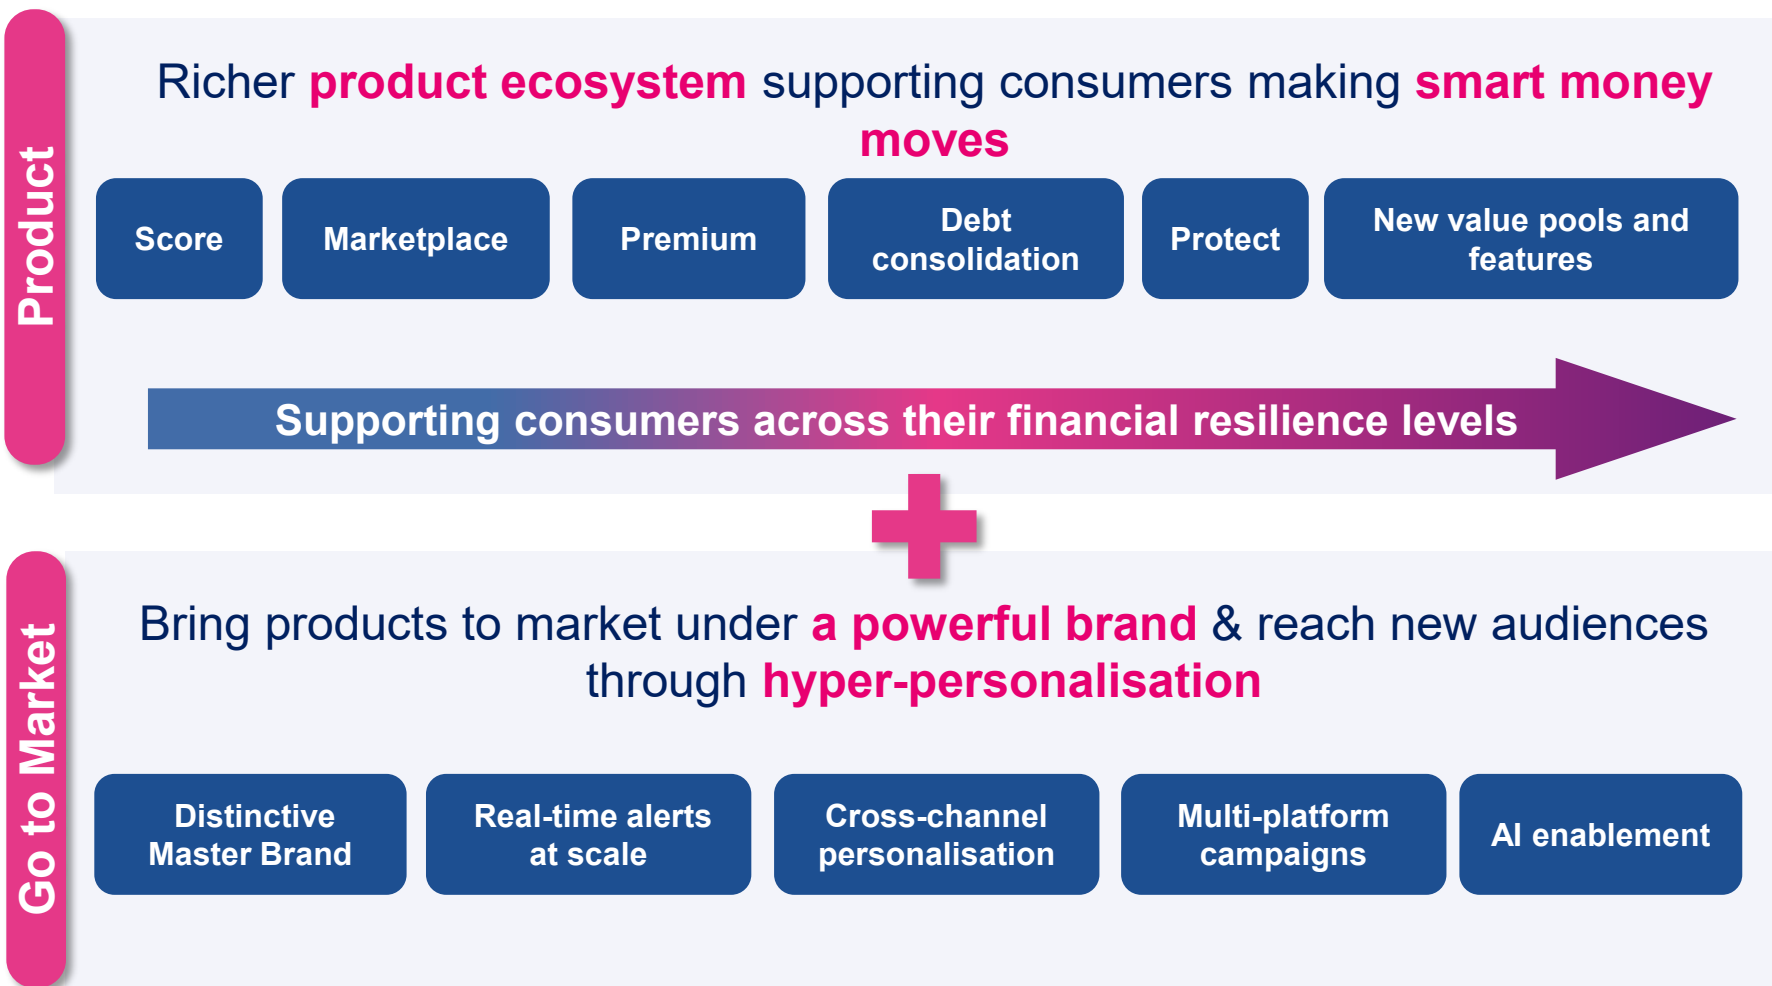 Product
Richer product ecosystem supporting consumers making smart money
moves
Score
Marketplace
Premium
Debt
consolidation
Protect
New value pools and
features
Supporting consumers across their financial resilience levels
Go to Market
Bring products to market under a powerful brand & reach new audiences
through hyper-personalisation
Distinctive
Master Brand
Real-time alerts
at scale
Cross-channel
personalisation
Multi-platform
campaigns
AI enablement